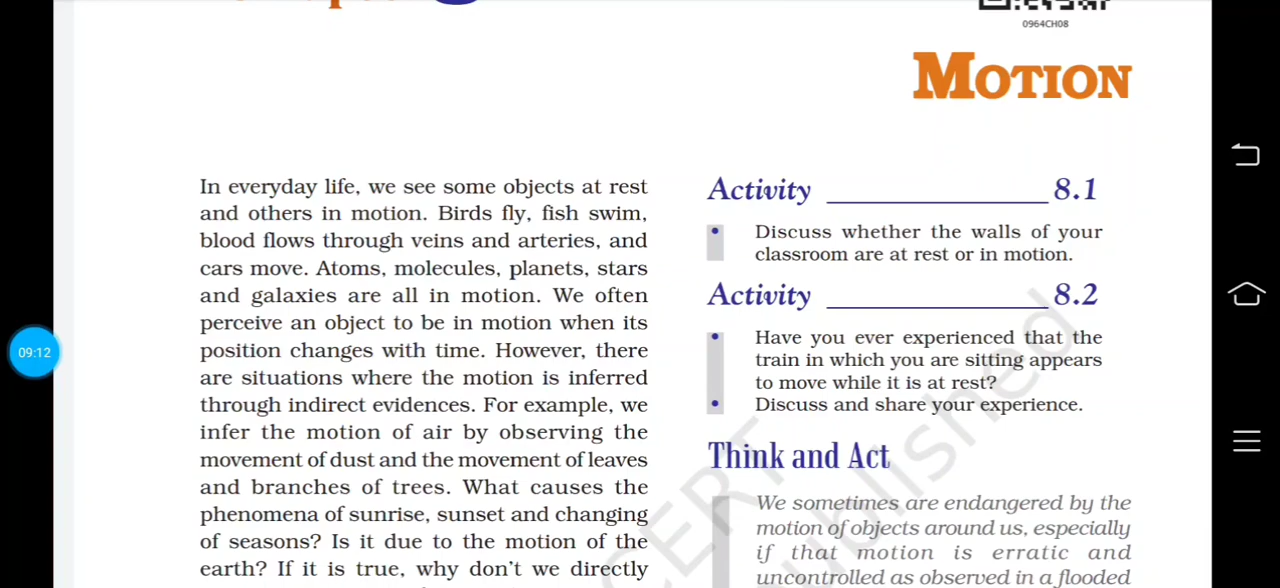 0964CH08
MOTION
In everyday life, we see some objects at rest
and others in motion. Birds fly, fish swim,
blood flows through veins and arteries, and
cars move. Atoms, molecules, planets, stars
and galaxies are all in motion. We often
perceive an object to be in motion when its
position changes with time. However, there
are situations where the motion is inferred
through indirect evidences. For example, we
infer the motion of air by observing the
movement of dust and the movement of leaves
and branches of trees. What causes the
phenomena of sunrise, sunset and changing
of seasons? Is it due to the motion of the
earth? If it is true, why don't we directly
Activity 8.1
• Discuss whether the walls of your
classroom are at rest or in motion.
Activity 8.2
• Have you ever experienced that the
train in which you are sitting appears
to move while it is at rest?
• Discuss and share your experience.
Think and Act
We sometimes are endangered by the
motion of objects around us, especially
if that motion is erratic and
uncontrolled as observed in a flooded
09:12
CERT
ublished